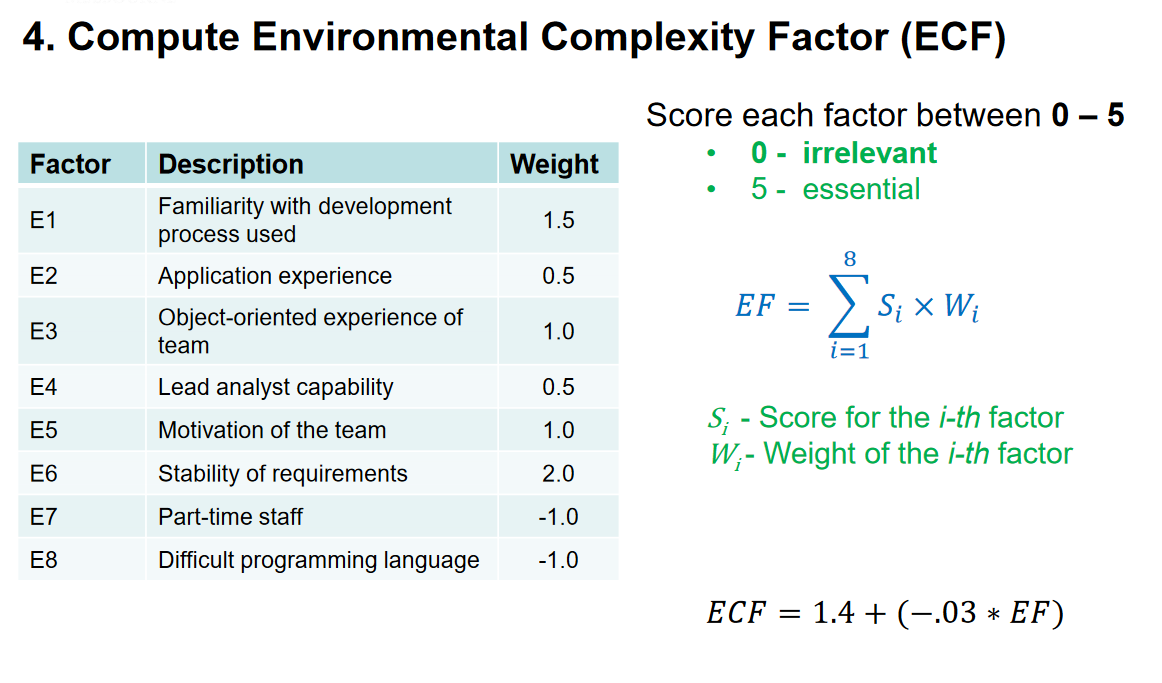 4. Compute Environmental Complexity Factor (ECF)
Factor Description Weight
E1 Familiarity with development process used 1.5
E2 Application experience 0.5
E3 Object-oriented experience of team 1.0
E4 Lead analyst capability 0.5
E5 Motivation of the team 1.0
E6 Stability of requirements 2.0
E7 Part-time staff -1.0
E8 Difficult programming language -1.0
Score each factor between 0 – 5
• 0 - irrelevant
• 5 - essential
EF = ∑_{i=1}^{8} S_i × W_i
S_i - Score for the i-th factor
W_i - Weight of the i-th factor
ECF = 1.4 + (−.03 ∗ EF)